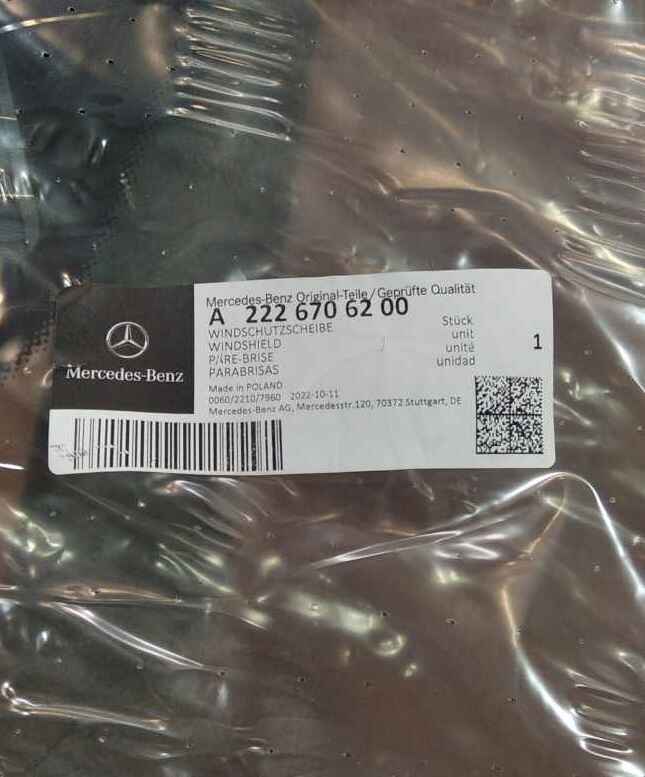 Mercedes-Benz Original-Teile / Geprüfte Qualität
A 222 670 62 00
WINDSCHUTZSCHEIBE
WINDSHIELD
PARE-BRISE
PARABRISAS
Stück
unit
unité
unidad
1
Mercedes-Benz
Made in POLAND
0060/2210/7960 2022-10-11
Mercedes-Benz AG, Mercedesstr.120, 70372 Stuttgart, DE